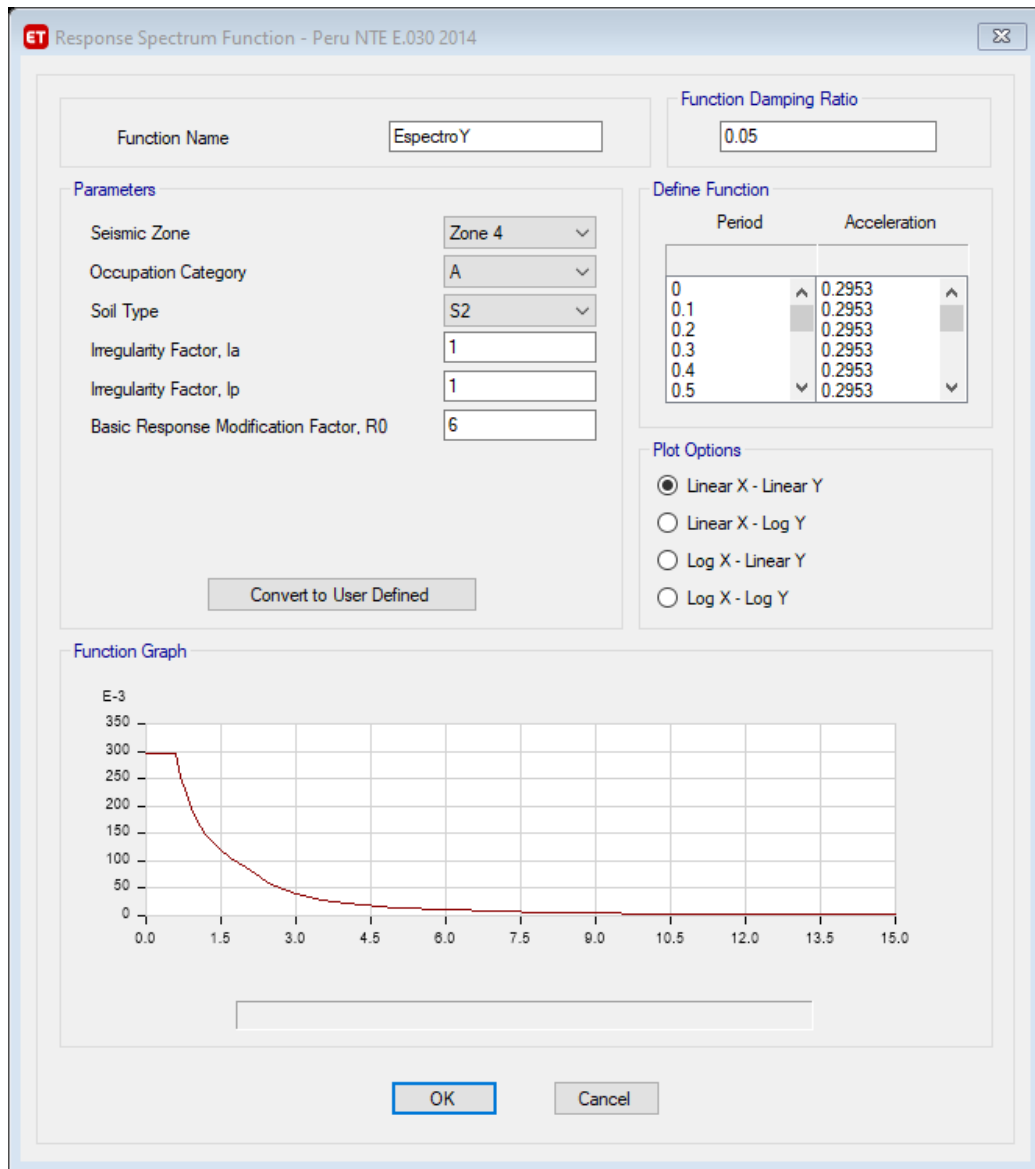 ET Response Spectrum Function - Peru NTE E.030 2014
Function Name EspectroY
Function Damping Ratio
0.05
Parameters
Seismic Zone Zone 4
Occupation Category A
Soil Type S2
Irregularity Factor, Ia 1
Irregularity Factor, Ip 1
Basic Response Modification Factor, R0 6
Convert to User Defined
Define Function
Period Acceleration
0 0.2953
0.1 0.2953
0.2 0.2953
0.3 0.2953
0.4 0.2953
0.5 0.2953
Plot Options
Linear X - Linear Y
Linear X - Log Y
Log X - Linear Y
Log X - Log Y
Function Graph
E-3
350
300
250
200
150
100
50
0
0.0 1.5 3.0 4.5 6.0 7.5 9.0 10.5 12.0 13.5 15.0
OK Cancel